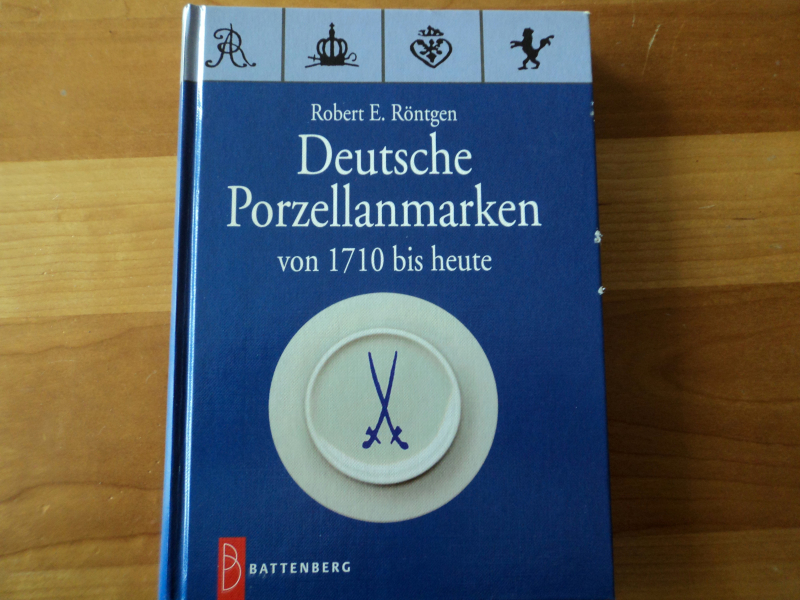 Robert E. Röntgen
Deutsche
Porzellanmarken
von 1710 bis heute
BATTENBERG